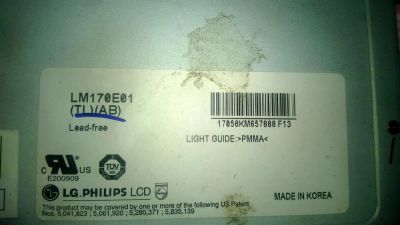 LM170E01
(TL)(AB)
Lead-free
17058KM657888 F13
LIGHT GUIDE:>PMMA<
C US
E200909
TÜV
LG.PHILIPS LCD
MADE IN KOREA
This product may be covered by one or more of the following US Patent
Nos. 5,041,823 ; 5,061,920 ; 5,280,371 ; 5,835,139